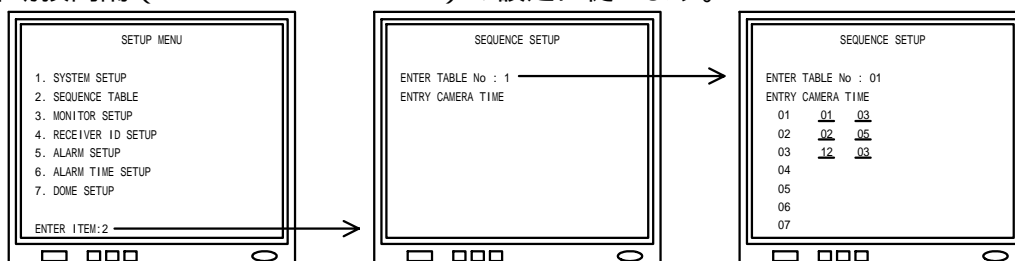 SETUP MENU
1. SYSTEM SETUP
2. SEQUENCE TABLE
3. MONITOR SETUP
4. RECEIVER ID SETUP
5. ALARM SETUP
6. ALARM TIME SETUP
7. DOME SETUP
ENTER ITEM:2
SEQUENCE SETUP
ENTER TABLE No : 1
ENTRY CAMERA TIME
SEQUENCE SETUP
ENTER TABLE No : 01
ENTRY CAMERA TIME
01 01 03
02 02 05
03 12 03
04
05
06
07